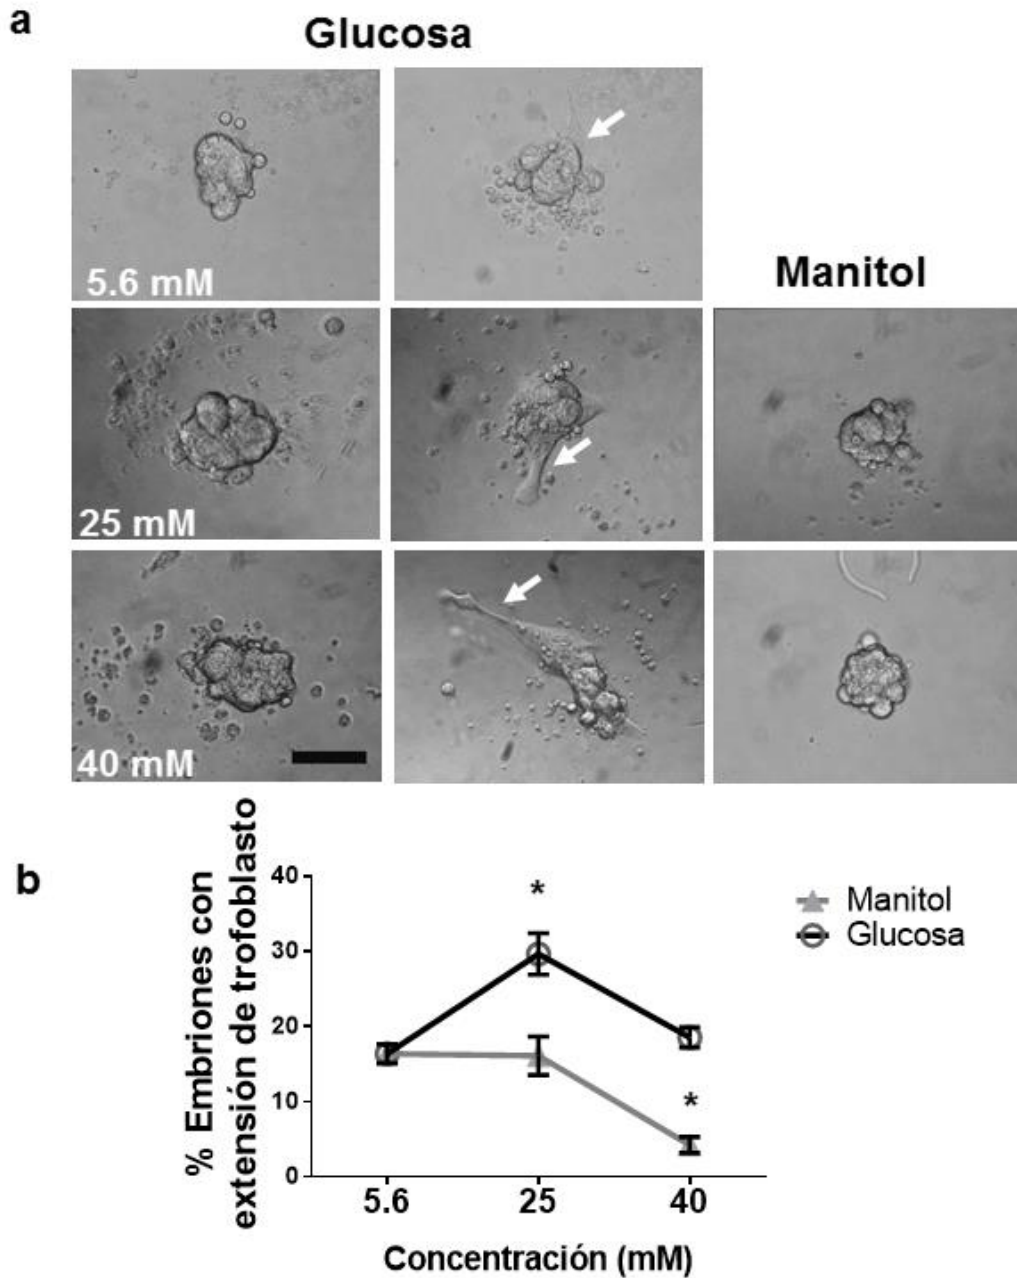 a
Glucosa
5.6 mM
Manitol
25 mM
40 mM
b
% Embriones con
extensión de trofoblasto
40
30
20
10
0
*
*
5.6
25
40
Concentración (mM)
Manitol
Glucosa